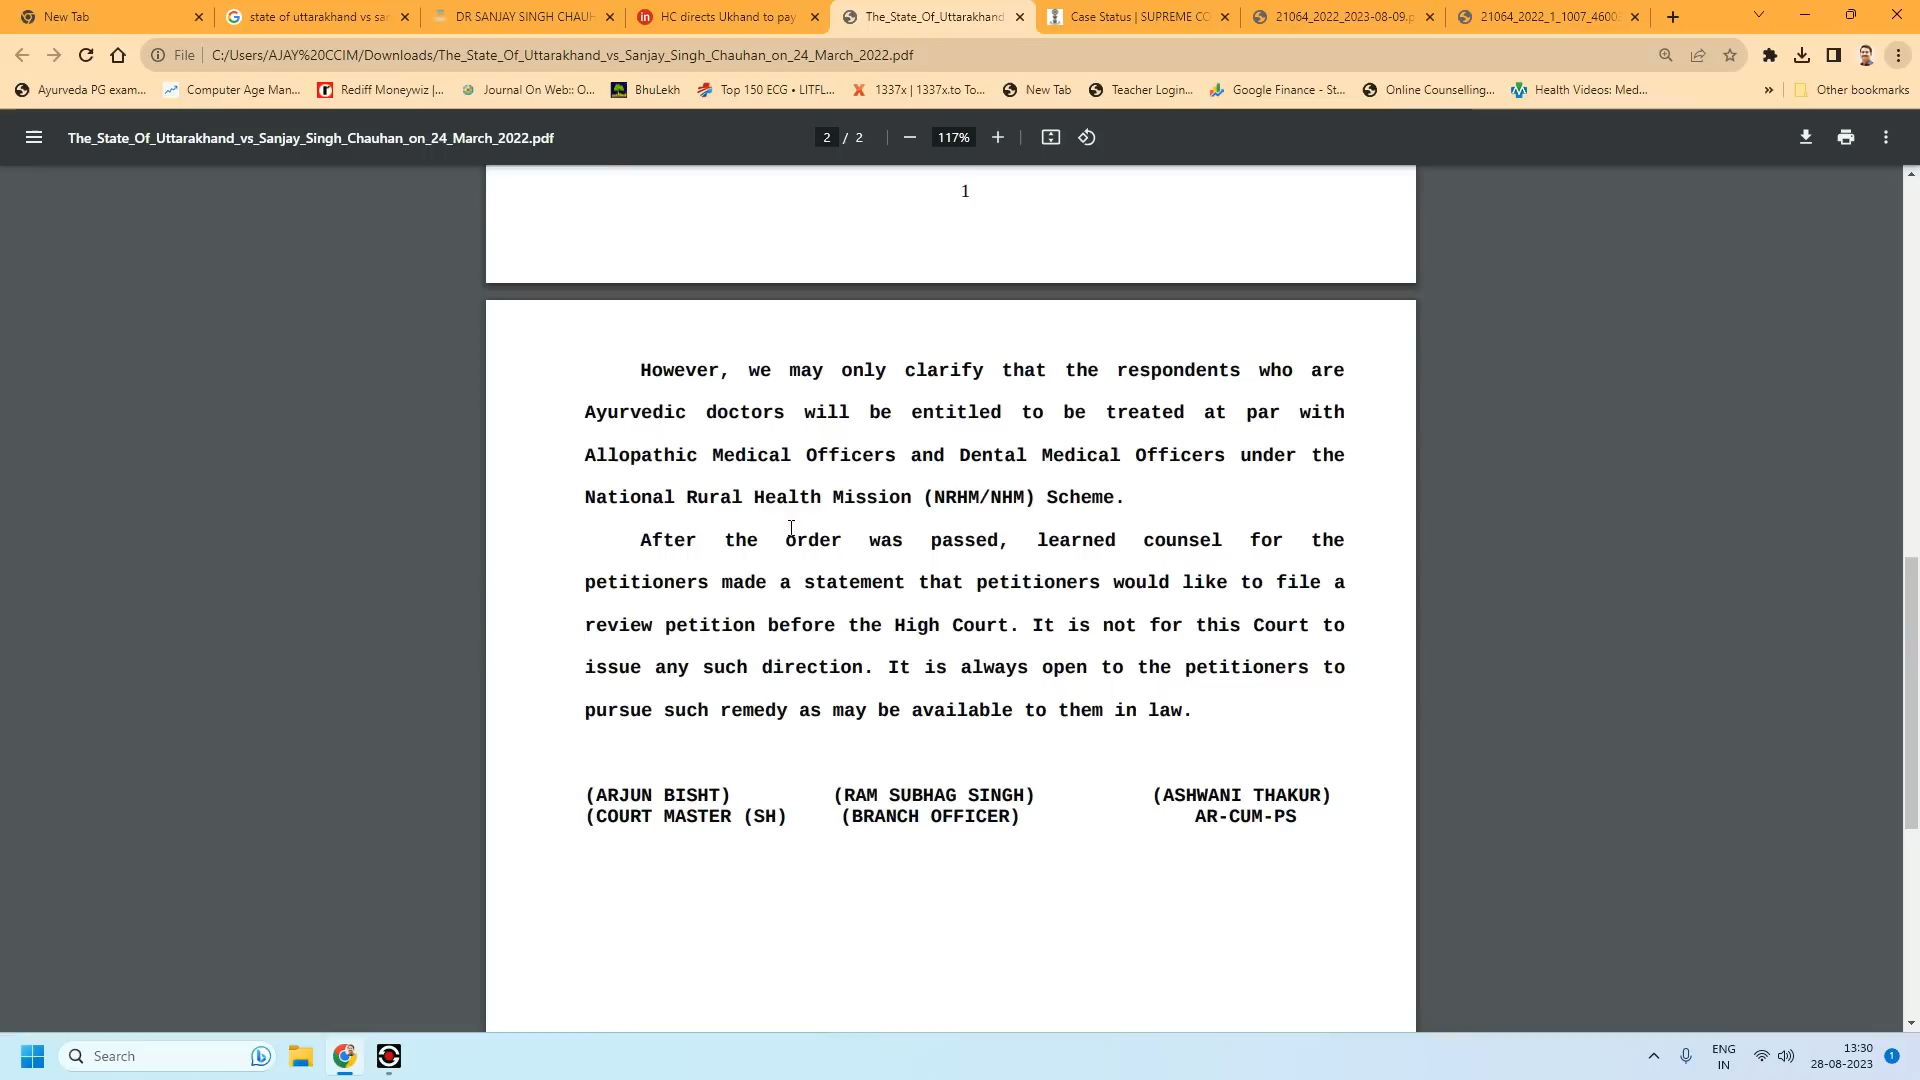 New Tab
state of uttarakhand vs sa
DR SANJAY SINGH CHAUH
HC directs Ukhand to pay
The_State_Of_Uttarakhand
Case Status | SUPREME CO
21064_2022_2023-08-09.p
21064_2022_1_1007_4600
File
C:/Users/AJAY%20CCIM/Downloads/The_State_Of_Uttarakhand_vs_Sanjay_Singh_Chauhan_on_24_March_2022.pdf
Ayurveda PG exam...
Computer Age Man...
Rediff Moneywiz |...
Journal On Web:: O...
BhuLekh
Top 150 ECG • LITFL...
1337x | 1337x.to To...
New Tab
Teacher Login...
Google Finance - St...
Online Counselling...
Health Videos: Med...
»
Other bookmarks
The_State_Of_Uttarakhand_vs_Sanjay_Singh_Chauhan_on_24_March_2022.pdf
2 / 2
117%
1
However, we may only clarify that the respondents who are
Ayurvedic doctors will be entitled to be treated at par with
Allopathic Medical Officers and Dental Medical Officers under the
National Rural Health Mission (NRHM/NHM) Scheme.
After the order was passed, learned counsel for the
petitioners made a statement that petitioners would like to file a
review petition before the High Court. It is not for this Court to
issue any such direction. It is always open to the petitioners to
pursue such remedy as may be available to them in law.
(ARJUN BISHT) (RAM SUBHAG SINGH) (ASHWANI THAKUR)
(COURT MASTER (SH) (BRANCH OFFICER) AR-CUM-PS
Search
ENG
IN
13:30
28-08-2023
1